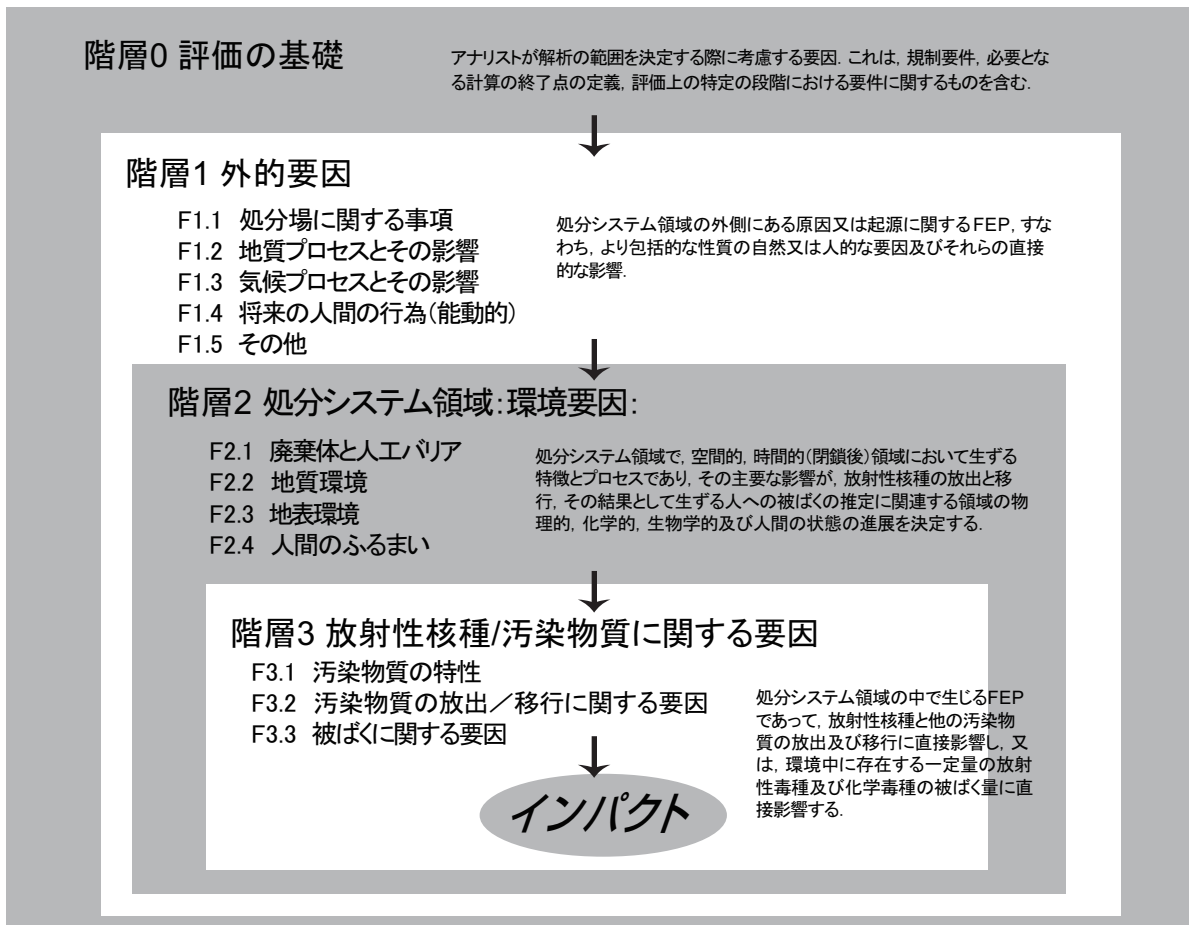 階層0 評価の基礎
アナリストが解析の範囲を決定する際に考慮する要因. これは, 規制要件, 必要とな
る計算の終了点の定義, 評価上の特定の段階における要件に関するものを含む.
階層1 外的要因
F1.1 処分場に関する事項
F1.2 地質プロセスとその影響
F1.3 気候プロセスとその影響
F1.4 将来の人間の行為(能動的)
F1.5 その他
処分システム領域の外側にある原因又は起源に関するFEP, すな
わち, より包括的な性質の自然又は人的な要因及びそれらの直接
的な影響.
階層2 処分システム領域:環境要因:
F2.1 廃棄体と人工バリア
F2.2 地質環境
F2.3 地表環境
F2.4 人間のふるまい
処分システム領域で, 空間的, 時間的(閉鎖後)領域において生ずる
特徴とプロセスであり, その主要な影響が, 放射性核種の放出と移
行, その結果として生ずる人への被ばくの推定に関連する領域の物
理的, 化学的, 生物学的及び人間の状態の進展を決定する.
階層3 放射性核種/汚染物質に関する要因
F3.1 汚染物質の特性
F3.2 汚染物質の放出／移行に関する要因
F3.3 被ばくに関する要因
処分システム領域の中で生じるFEP
であって, 放射性核種と他の汚染物
質の放出及び移行に直接影響し, 又
は, 環境中に存在する一定量の放射
性毒種及び化学毒種の被ばく量に直
接影響する.
インパクト